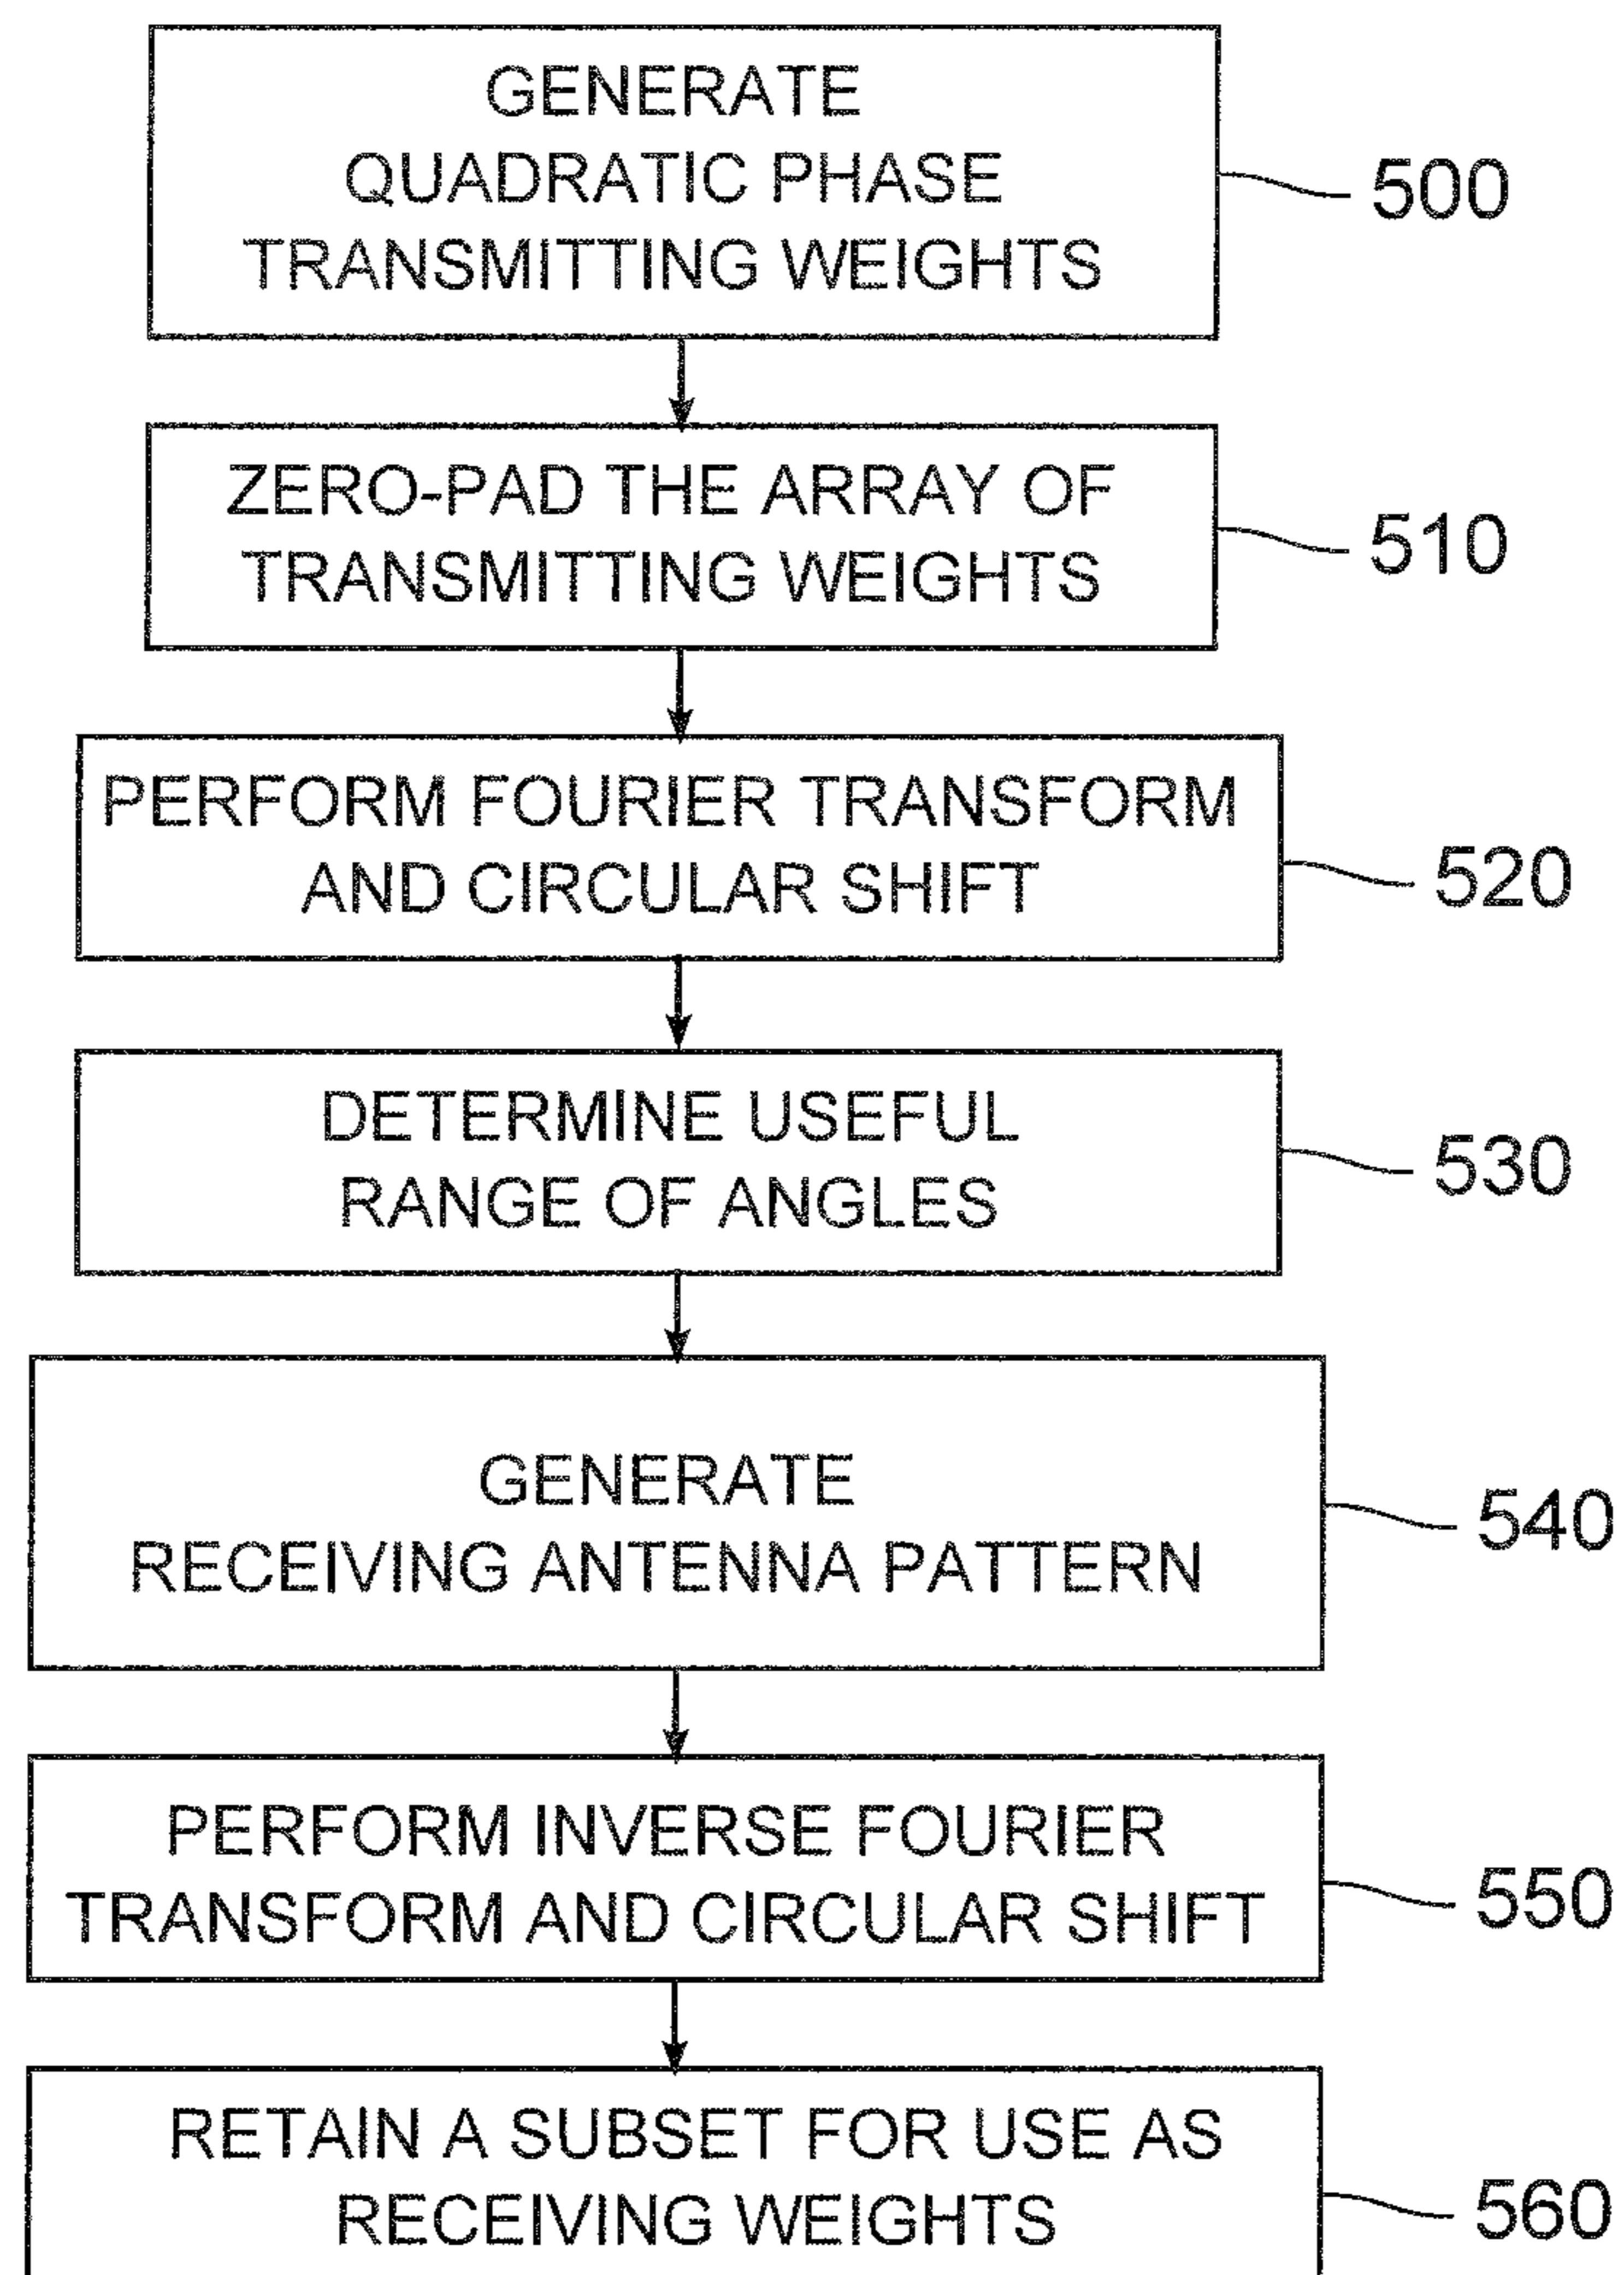 GENERATE
QUADRATIC PHASE
TRANSMITTING WEIGHTS
500
ZERO-PAD THE ARRAY OF
TRANSMITTING WEIGHTS
510
PERFORM FOURIER TRANSFORM
AND CIRCULAR SHIFT
520
DETERMINE USEFUL
RANGE OF ANGLES
530
GENERATE
RECEIVING ANTENNA PATTERN
540
PERFORM INVERSE FOURIER
TRANSFORM AND CIRCULAR SHIFT
550
RETAIN A SUBSET FOR USE AS
RECEIVING WEIGHTS
560